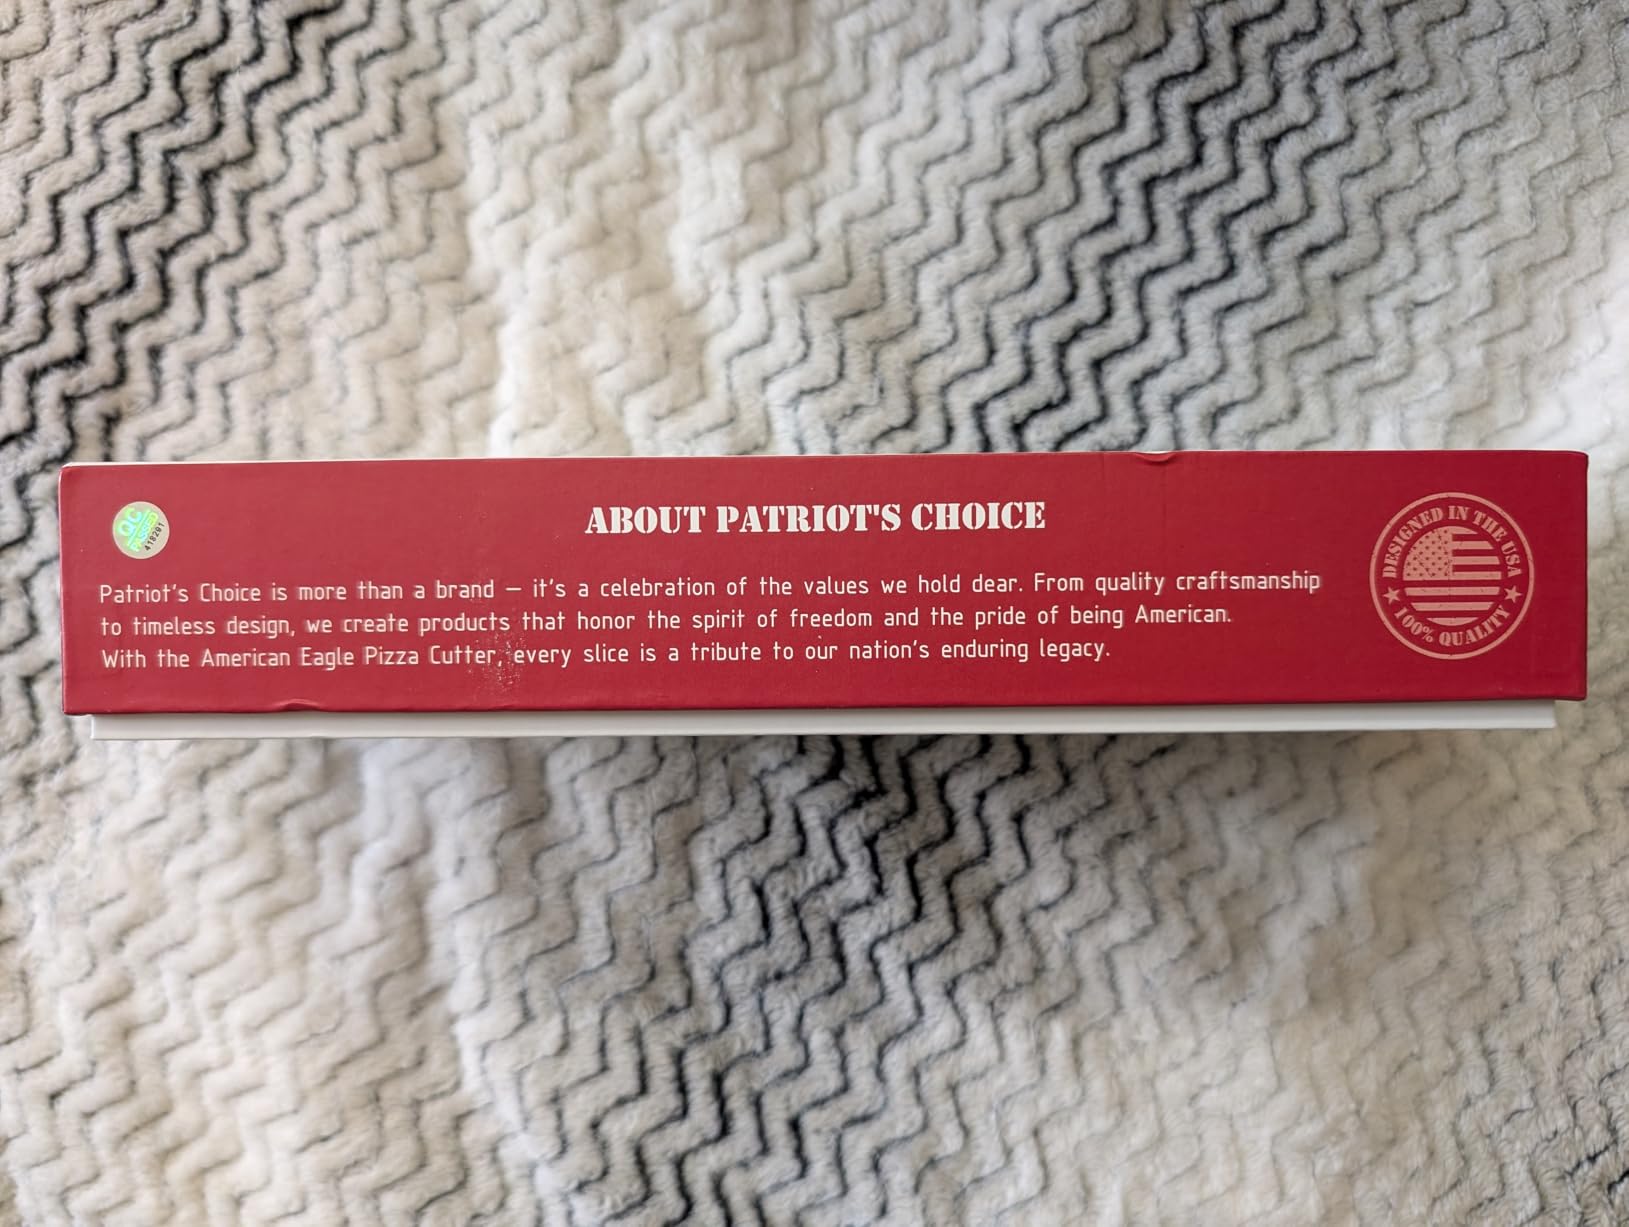 ABOUT PATRIOT'S CHOICE
QC
PASSED
418291
Patriot's Choice is more than a brand — it's a celebration of the values we hold dear. From quality craftsmanship
to timeless design, we create products that honor the spirit of freedom and the pride of being American.
With the American Eagle Pizza Cutter, every slice is a tribute to our nation's enduring legacy.
DESIGNED IN THE USA
100% QUALITY